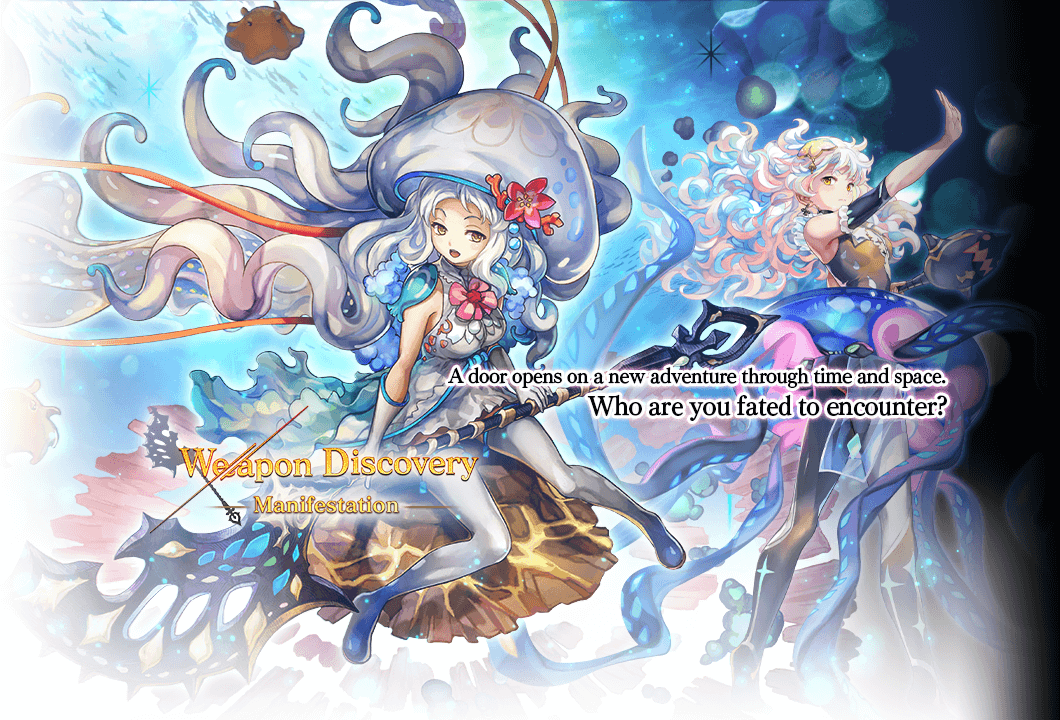 A door opens on a new adventure through time and space.
Who are you fated to encounter?
Weapon Discovery
Manifestation